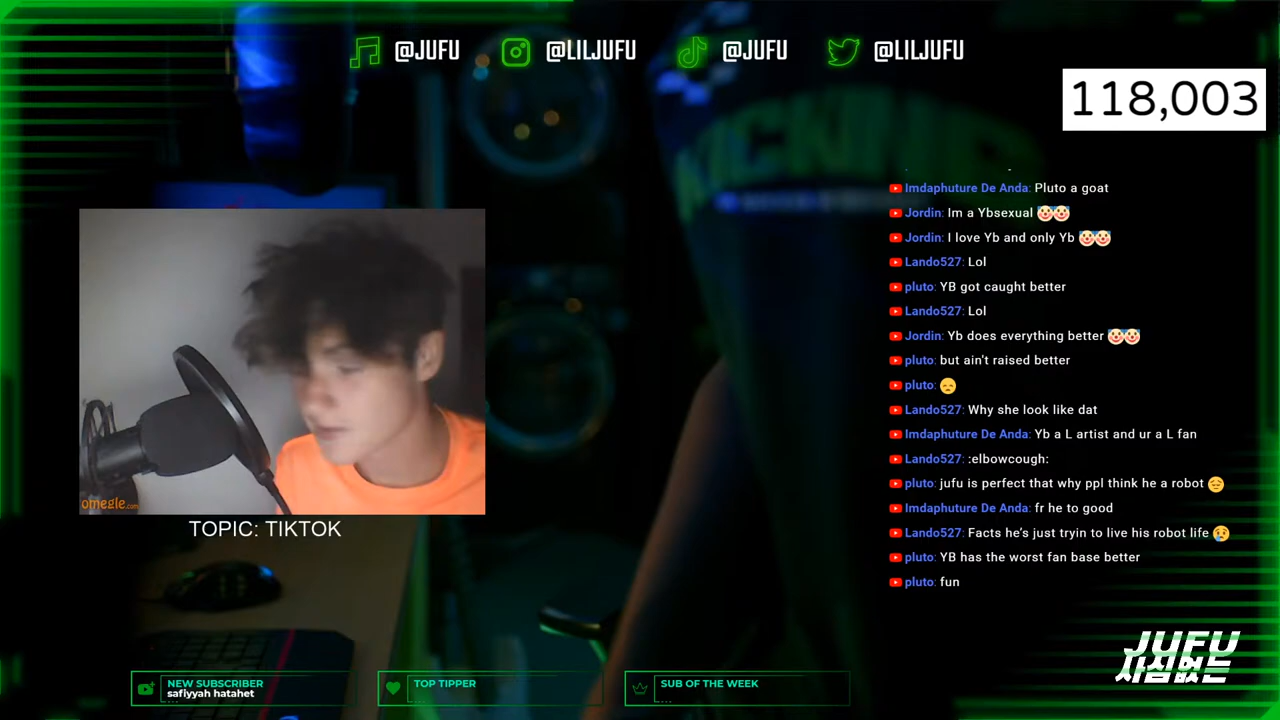 @JUFU
@LILJUFU
@JUFU
@LILJUFU
118,003
Imdaphuture De Anda: Pluto a goat
Jordin: Im a Ybsexual 🤡🤡
Jordin: I love Yb and only Yb 🤡🤡
Lando527: Lol
pluto: YB got caught better
Lando527: Lol
Jordin: Yb does everything better 🤡🤡
pluto: but ain't raised better
pluto: 😞
Lando527: Why she look like dat
Imdaphuture De Anda: Yb a L artist and ur a L fan
Lando527: :elbowcough:
pluto: jufu is perfect that why ppl think he a robot 😔
Imdaphuture De Anda: fr he to good
Lando527: Facts he's just tryin to live his robot life 😢
pluto: YB has the worst fan base better
pluto: fun
omegle.com
TOPIC: TIKTOK
JUFU
사심없는
NEW SUBSCRIBER
safiyyah hatahet
TOP TIPPER
....
SUB OF THE WEEK
....